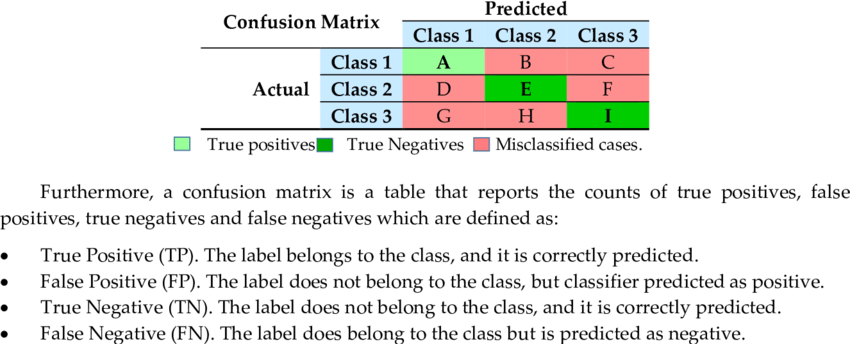 Predicted
Confusion Matrix
Class 1 Class 2 Class 3
Class 1 A B C
Actual Class 2 D E F
Class 3 G H I
True positives True Negatives Misclassified cases.
Furthermore, a confusion matrix is a table that reports the counts of true positives, false
positives, true negatives and false negatives which are defined as:
• True Positive (TP). The label belongs to the class, and it is correctly predicted.
• False Positive (FP). The label does not belong to the class, but classifier predicted as positive.
• True Negative (TN). The label does not belong to the class, and it is correctly predicted.
• False Negative (FN). The label does belong to the class but is predicted as negative.